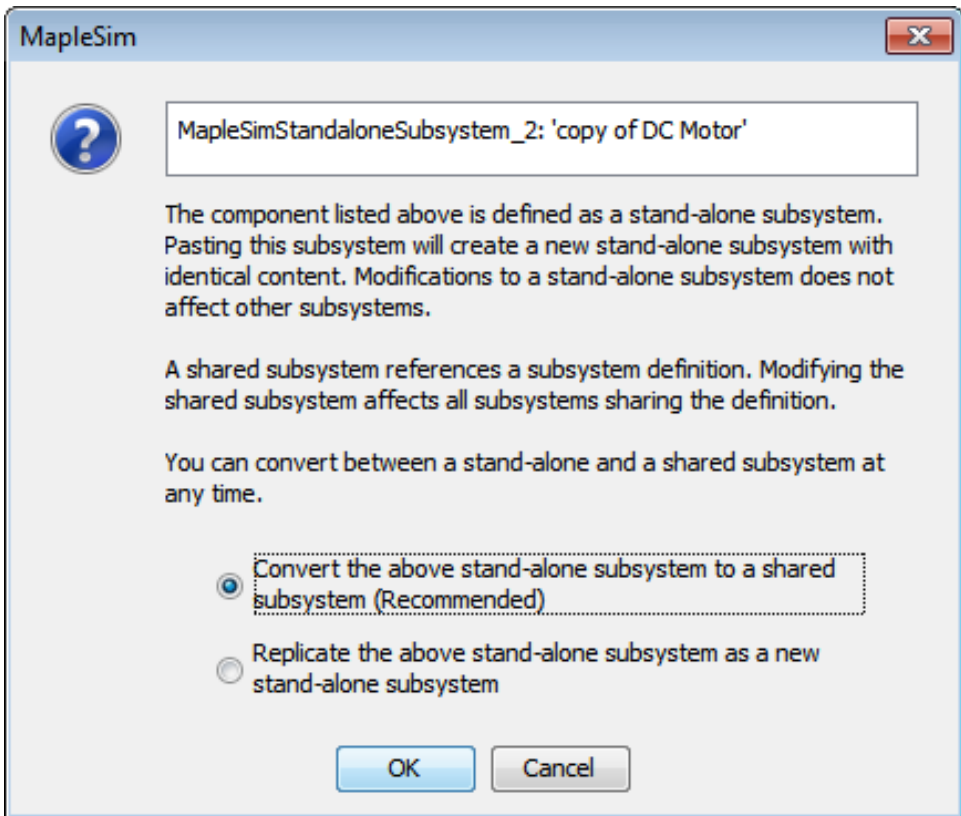 MapleSim
MapleSimStandaloneSubsystem_2: 'copy of DC Motor'
The component listed above is defined as a stand-alone subsystem.
Pasting this subsystem will create a new stand-alone subsystem with
identical content. Modifications to a stand-alone subsystem does not
affect other subsystems.
A shared subsystem references a subsystem definition. Modifying the
shared subsystem affects all subsystems sharing the definition.
You can convert between a stand-alone and a shared subsystem at
any time.
Convert the above stand-alone subsystem to a shared
subsystem (Recommended)
Replicate the above stand-alone subsystem as a new
stand-alone subsystem
OK Cancel